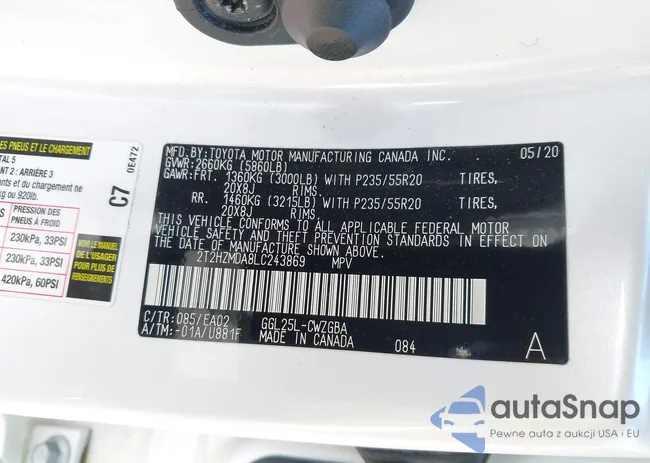 ES PNEUS ET LE CHARGEMENT
TAL 5
ANT 2 : ARRIÈRE 3
nts et du chargement ne
kg ou 920lb.
PRESSION DES
PNEUS À FROID
230kPa, 33PSI
230kPa, 33PSI
420kPa, 60PSI
VOIR LE MANUEL
DE L'USAGER
POUR PLUS DE
RENSEIGNEMENTS
C7
0E472
MFD.BY:TOYOTA MOTOR MANUFACTURING CANADA INC. 05/20
GVWR:2660KG (5860LB)
GAWR:FRT. 1360KG (3000LB) WITH P235/55R20 TIRES,
20X8J RIMS.
RR. 1460KG (3215LB) WITH P235/55R20 TIRES,
20X8J RIMS.
THIS VEHICLE CONFORMS TO ALL APPLICABLE FEDERAL MOTOR
VEHICLE SAFETY AND THEFT PREVENTION STANDARDS IN EFFECT ON
THE DATE OF MANUFACTURE SHOWN ABOVE.
2T2HZMDA8LC243869 MPV
C/TR:085/EA02 GGL25L-CWZGBA
A/TM:-01A/U881F MADE IN CANADA 084 A
autaSnap
Pewne auta z aukcji USA i EU